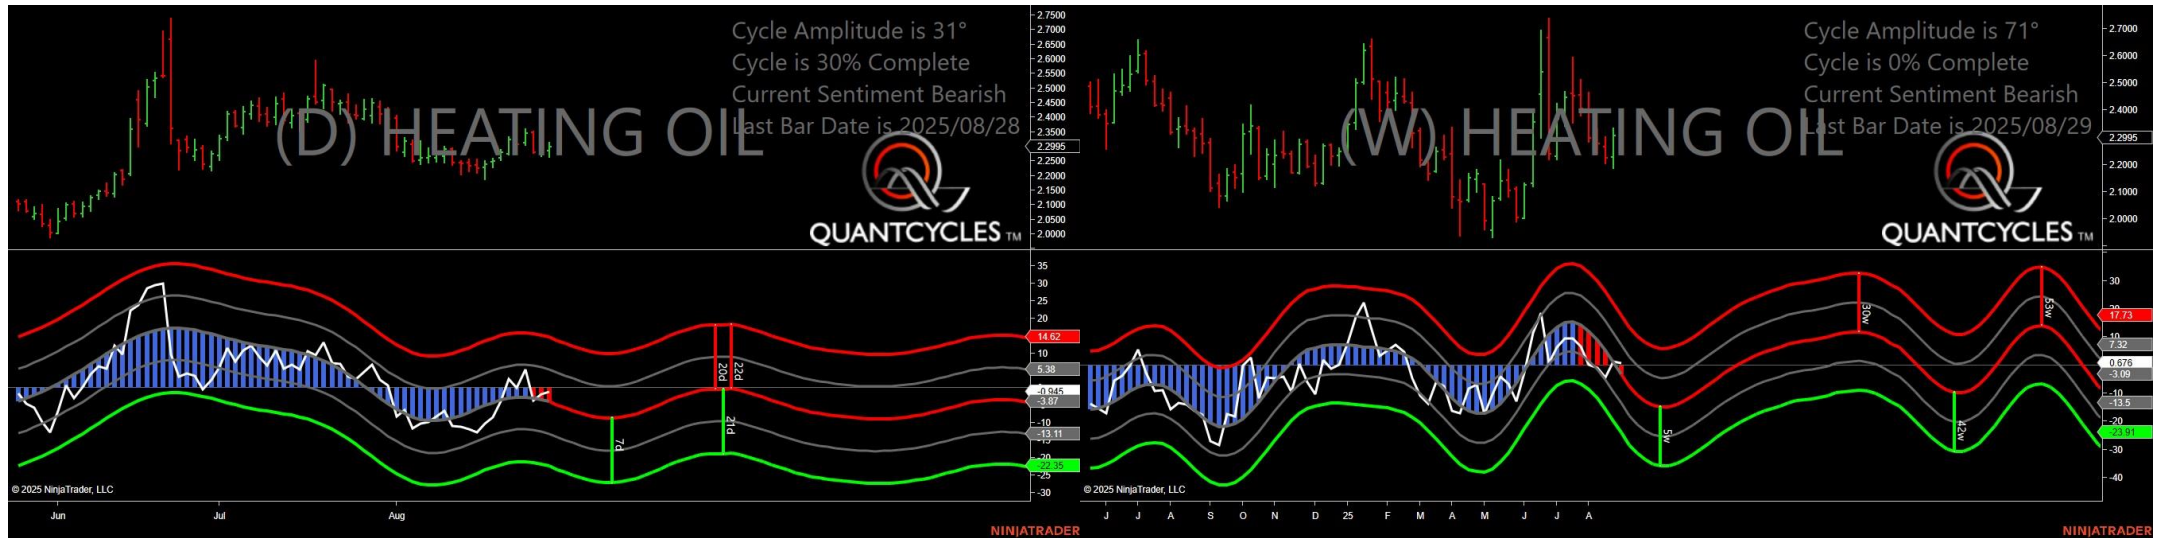 Cycle Amplitude is 31°
Cycle is 30% Complete
Current Sentiment Bearish
Last Bar Date is 2025/08/28
(D) HEATING OIL
QUANTCYCLES TM
2.7500
2.7000
2.6500
2.6000
2.5500
2.5000
2.4500
2.4000
2.3500
2.2995
2.2500
2.2000
2.1500
2.1000
2.0500
2.0000
35
30
25
20
14.62
10
5.38
-0.945
-3.87
-10
-13.11
-20
-22.35
-25
-30
7d
20d
22d
21d
© 2025 NinjaTrader, LLC
Jun
Jul
Aug
NINJATRADER
Cycle Amplitude is 71°
Cycle is 0% Complete
Current Sentiment Bearish
Last Bar Date is 2025/08/29
(W) HEATING OIL
QUANTCYCLES TM
2.7000
2.6000
2.5000
2.4000
2.2995
2.2000
2.1000
2.0000
30
20
17.73
10
7.32
0.676
-3.09
-10
-13.5
-20
-23.91
-30
-40
5w
30w
42w
53w
© 2025 NinjaTrader, LLC
J J A S O N D 25 F M A M J J A
NINJATRADER